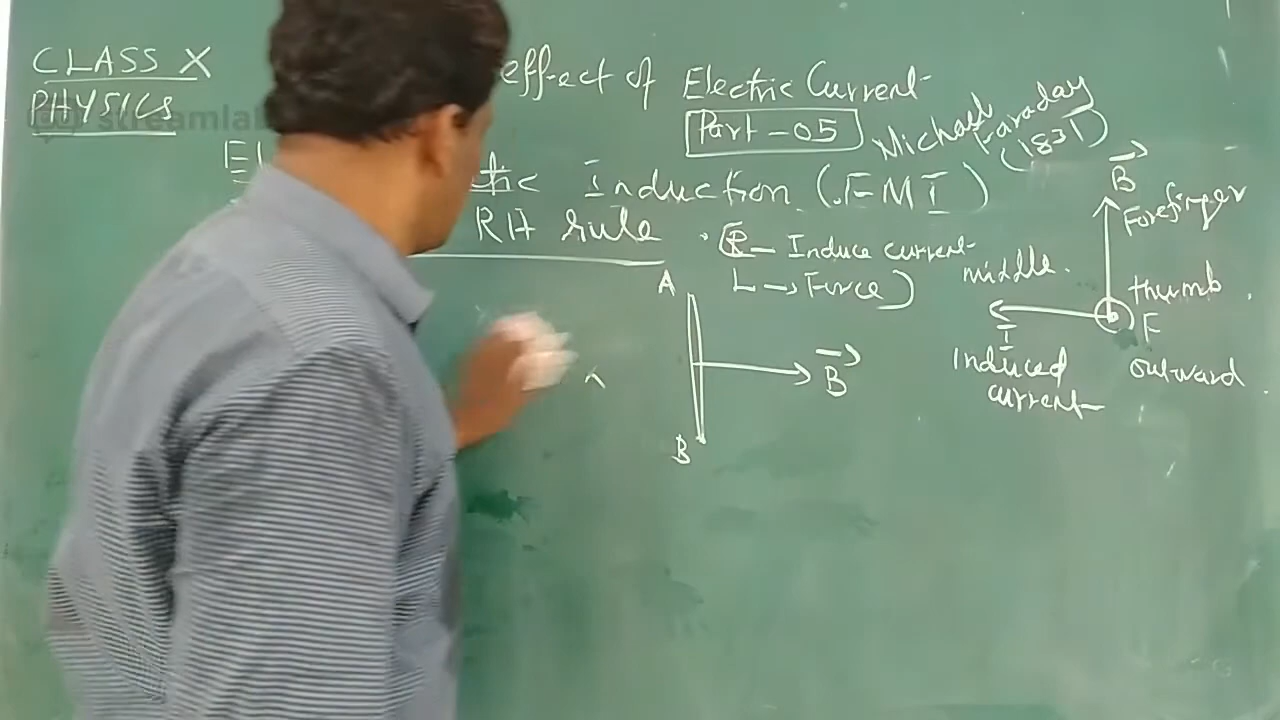 CLASS X
PHYSICS
effect of Electric Current
Part-05
Michael Faraday
(1831)
Induction (EMI)
RH rule
(R — Induce current
L → Force)
A
B
B
B
Forefinger
middle.
thumb
F
outward
I
Induced
current